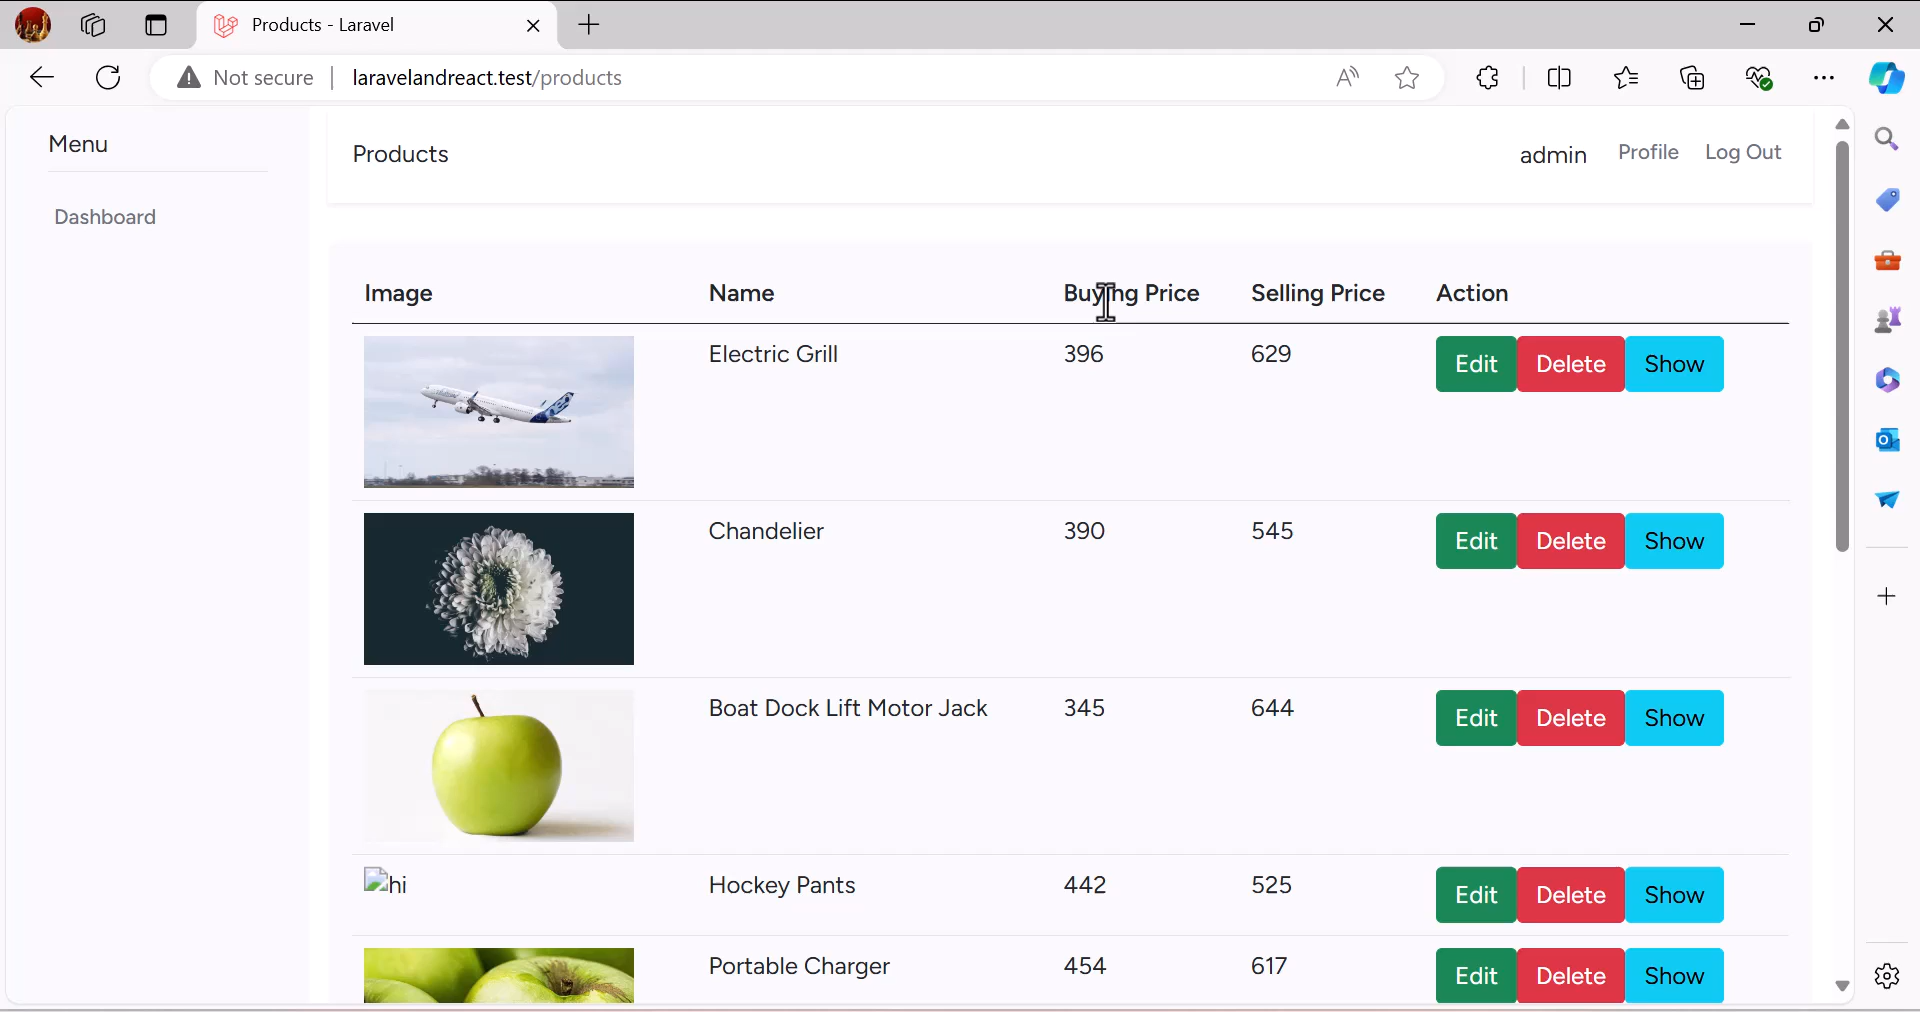 Products - Laravel
Not secure laravelandreact.test/products
Menu
Products admin Profile Log Out
Dashboard
Image Name Buying Price Selling Price Action
Electric Grill 396 629 Edit Delete Show
Chandelier 390 545 Edit Delete Show
Boat Dock Lift Motor Jack 345 644 Edit Delete Show
hi Hockey Pants 442 525 Edit Delete Show
Portable Charger 454 617 Edit Delete Show